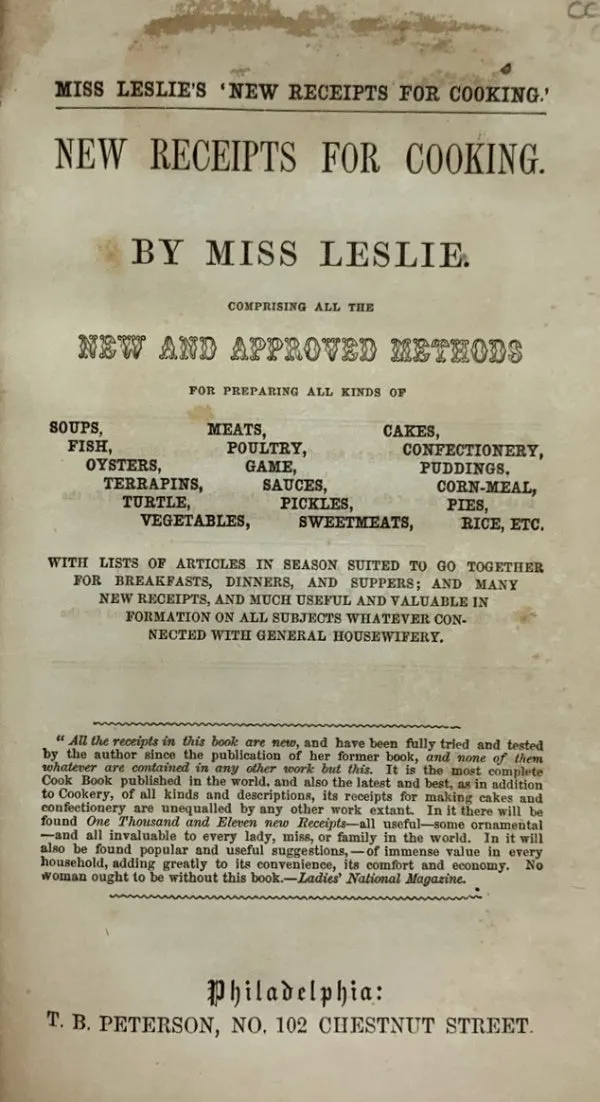 CC
MISS LESLIE'S 'NEW RECEIPTS FOR COOKING.'
NEW RECEIPTS FOR COOKING.
BY MISS LESLIE.
COMPRISING ALL THE
NEW AND APPROVED METHODS
FOR PREPARING ALL KINDS OF
SOUPS, MEATS, CAKES,
FISH, POULTRY, CONFECTIONERY,
OYSTERS, GAME, PUDDINGS,
TERRAPINS, SAUCES, CORN-MEAL,
TURTLE, PICKLES, PIES,
VEGETABLES, SWEETMEATS, RICE, ETC.
WITH LISTS OF ARTICLES IN SEASON SUITED TO GO TOGETHER
FOR BREAKFASTS, DINNERS, AND SUPPERS; AND MANY
NEW RECEIPTS, AND MUCH USEFUL AND VALUABLE IN
FORMATION ON ALL SUBJECTS WHATEVER CON-
NECTED WITH GENERAL HOUSEWIFERY.
"All the receipts in this book are new, and have been fully tried and tested
by the author since the publication of her former book, and none of them
whatever are contained in any other work but this. It is the most complete
Cook Book published in the world, and also the latest and best, as in addition
to Cookery, of all kinds and descriptions, its receipts for making cakes and
confectionery are unequalled by any other work extant. In it there will be
found One Thousand and Eleven new Receipts—all useful—some ornamental
—and all invaluable to every lady, miss, or family in the world. In it will
also be found popular and useful suggestions,—of immense value in every
household, adding greatly to its convenience, its comfort and economy. No
woman ought to be without this book.—Ladies' National Magazine.
Philadelphia:
T. B. PETERSON, NO. 102 CHESTNUT STREET.